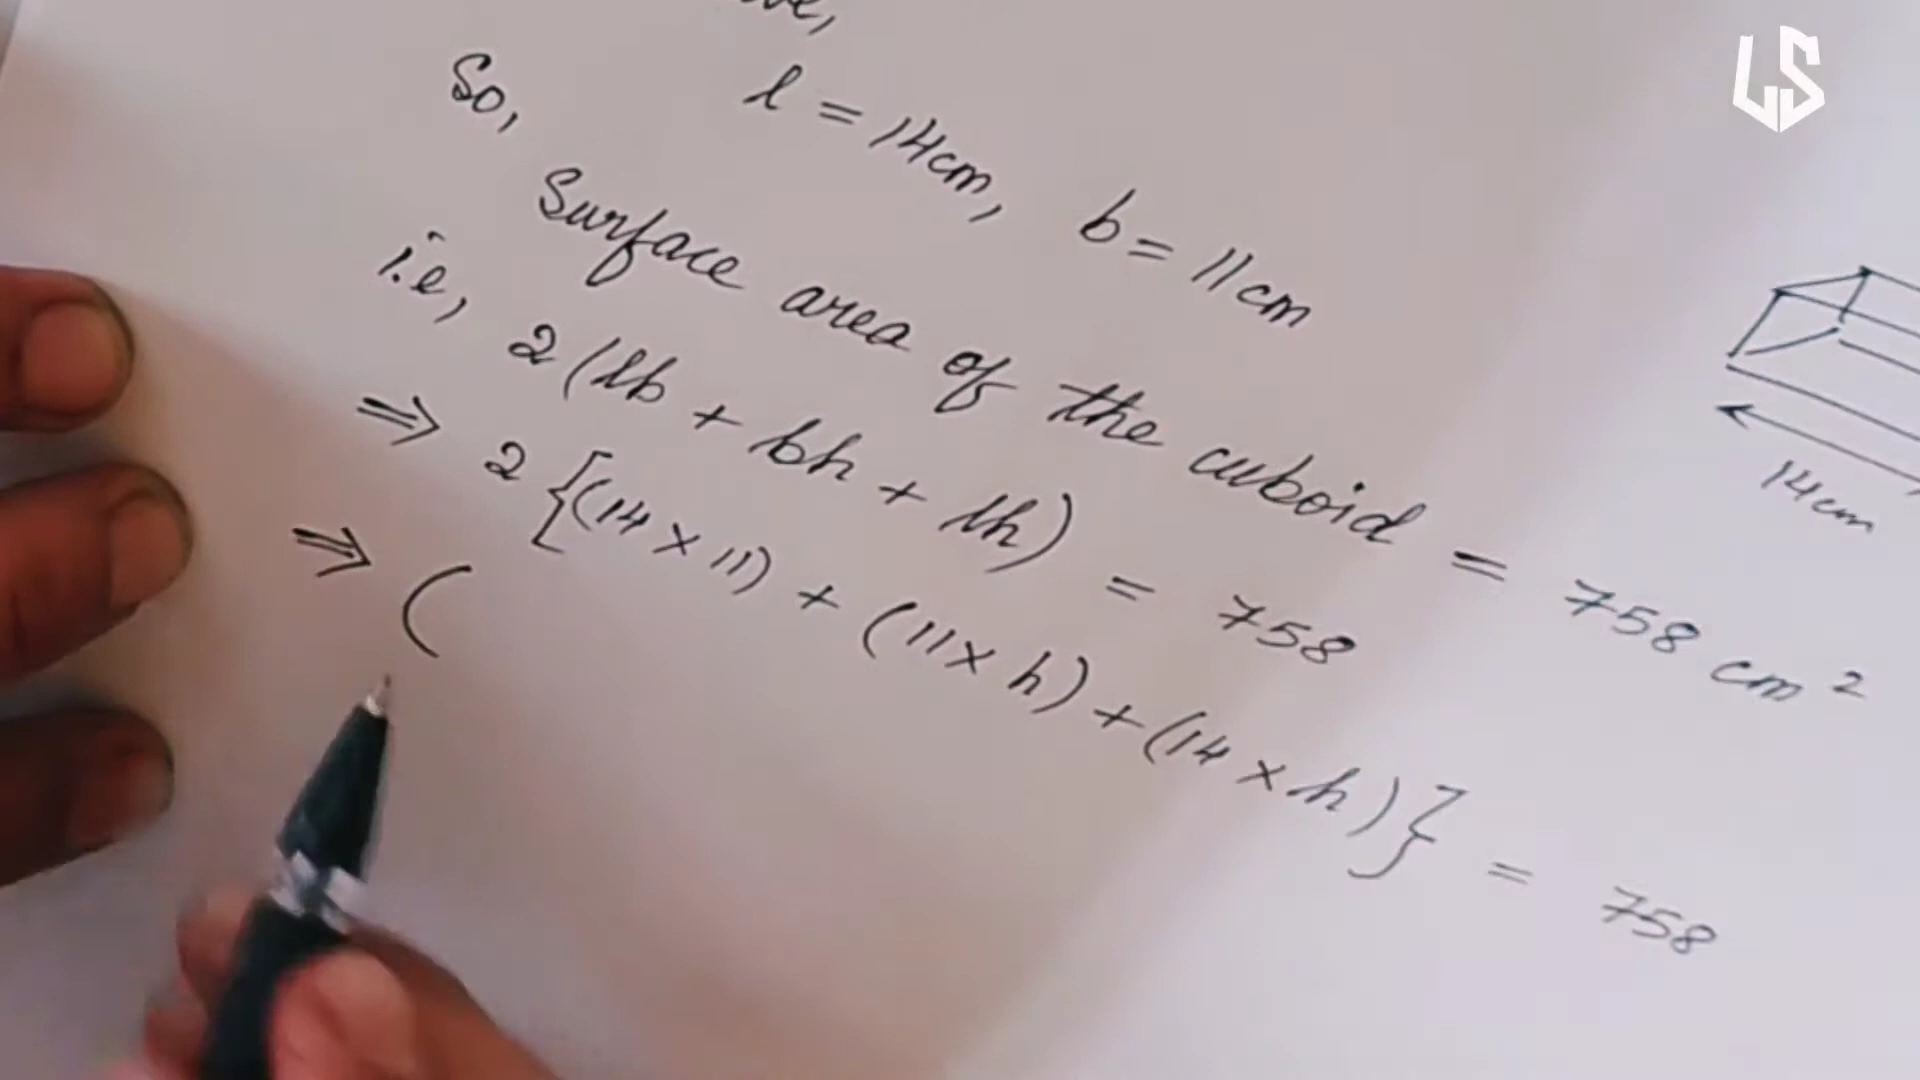 So,
l = 14cm, b = 11cm
Surface area of the cuboid = 758 cm²
i.e, 2(lb + bh + lh) = 758
⇒ 2{(14 × 11) + (11 × h) + (14 × h)} = 758
⇒ (
14cm
LS